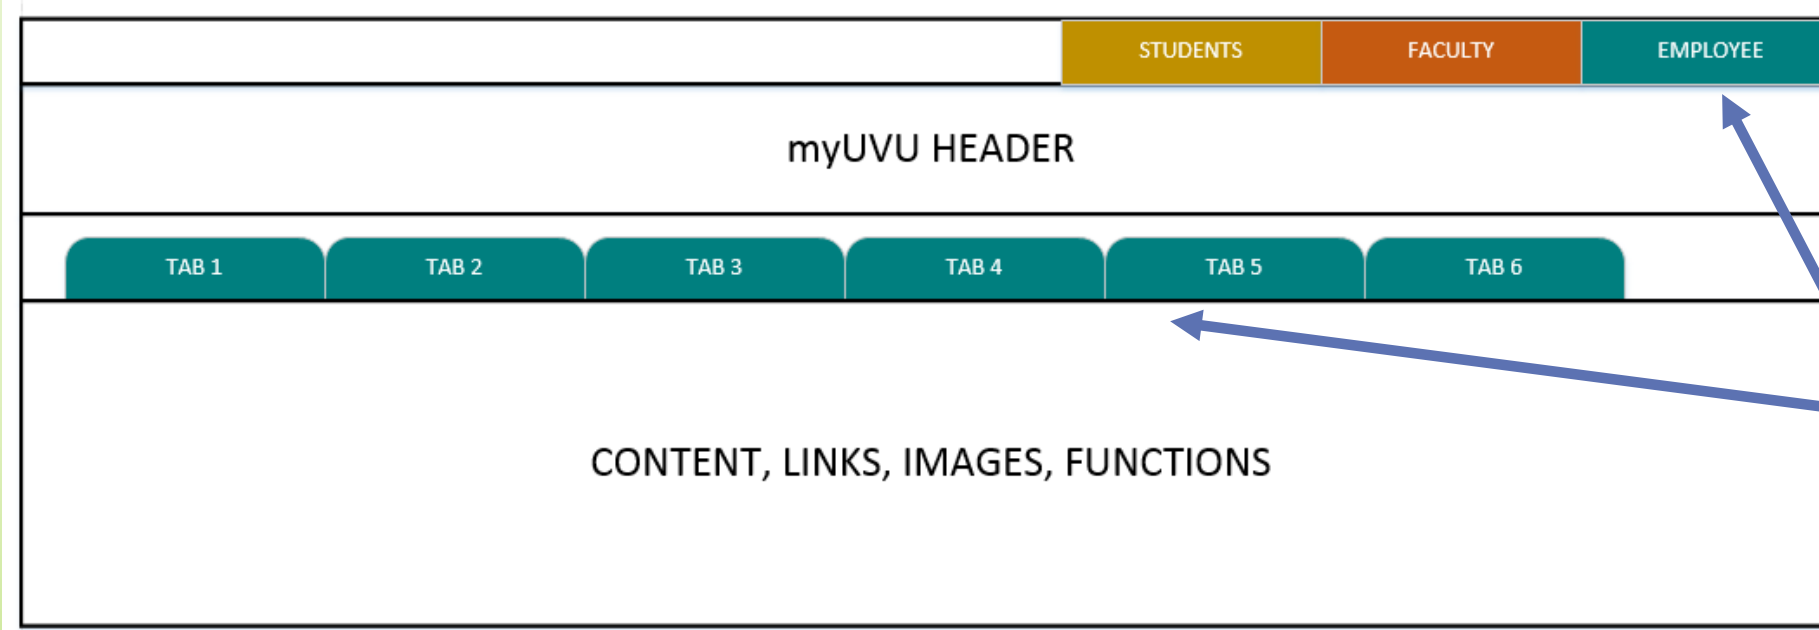 STUDENTS FACULTY EMPLOYEE
myUVU HEADER
TAB 1 TAB 2 TAB 3 TAB 4 TAB 5 TAB 6
CONTENT, LINKS, IMAGES, FUNCTIONS